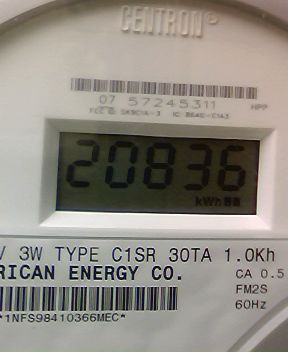 CENTRON®
07 57245311 HPP
20836
kWh
V 3W TYPE C1SR 30TA 1.0Kh
RICAN ENERGY CO. CA 0.5
FM2S
60Hz
*1NFS98410366MEC*